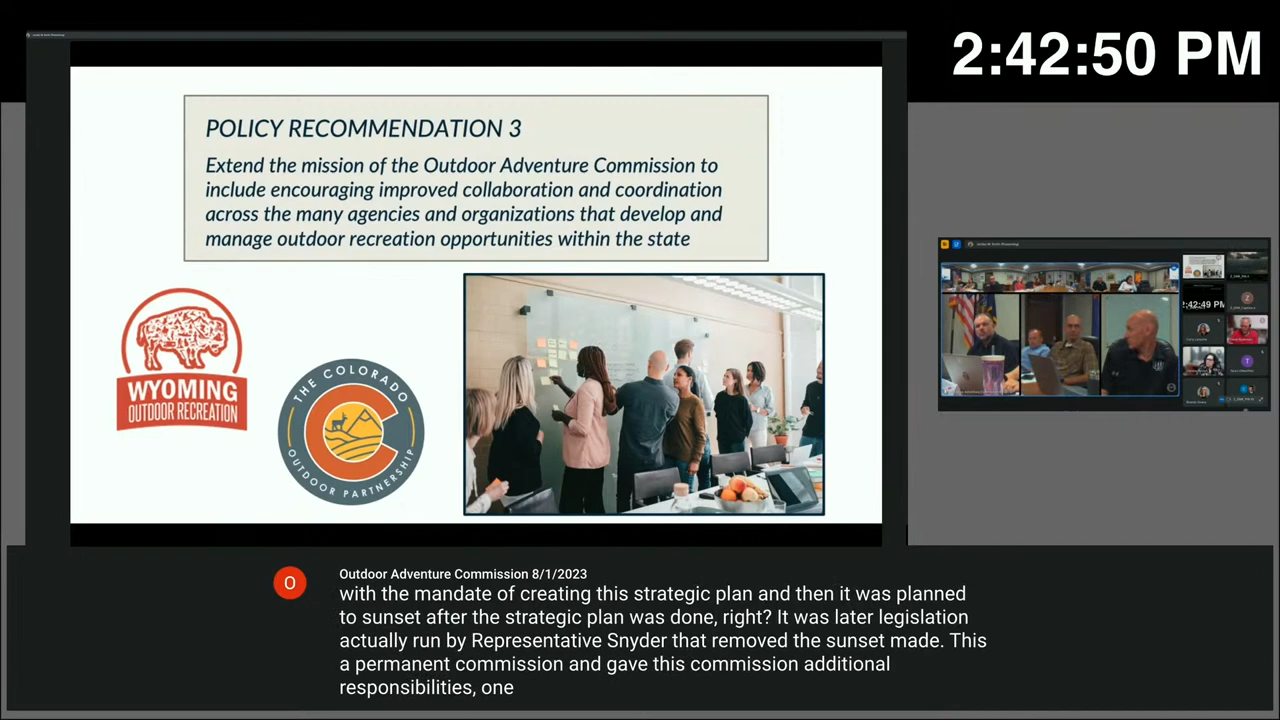 2:42:50 PM
POLICY RECOMMENDATION 3
Extend the mission of the Outdoor Adventure Commission to
include encouraging improved collaboration and coordination
across the many agencies and organizations that develop and
manage outdoor recreation opportunities within the state
WYOMING
OUTDOOR RECREATION
THE COLORADO
OUTDOOR PARTNERSHIP
2:42:49 PM
O
Outdoor Adventure Commission 8/1/2023
with the mandate of creating this strategic plan and then it was planned
to sunset after the strategic plan was done, right? It was later legislation
actually run by Representative Snyder that removed the sunset made. This
a permanent commission and gave this commission additional
responsibilities, one